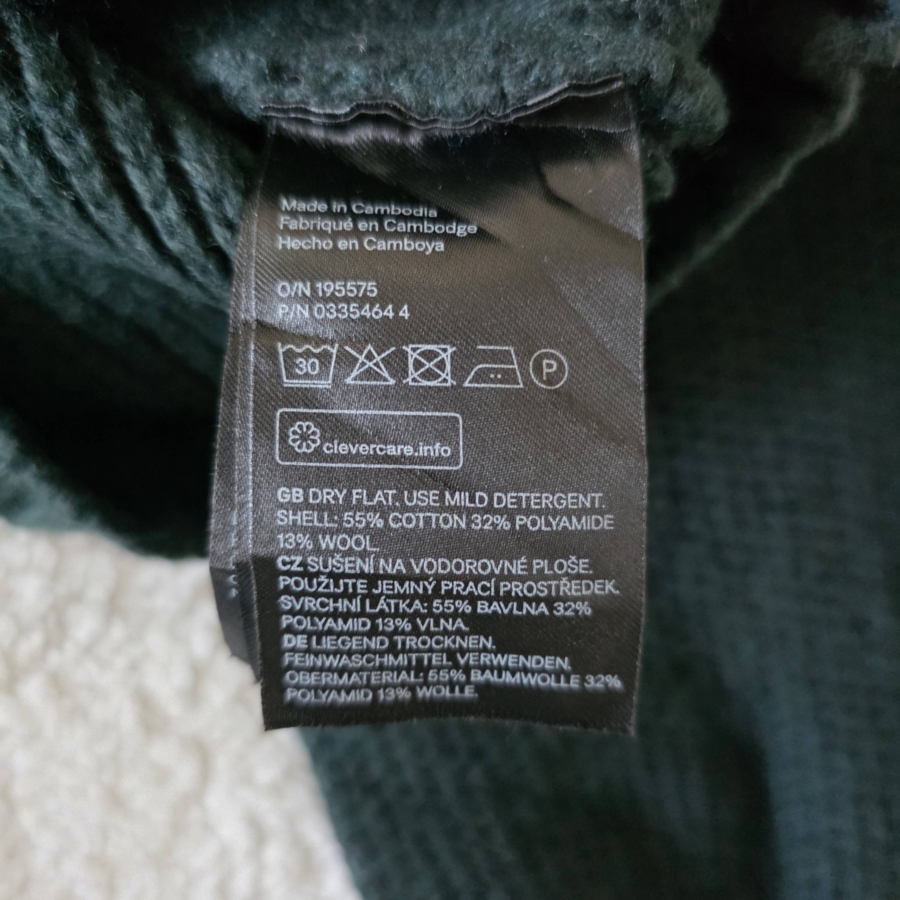 Made in Cambodia
Fabriqué en Cambodge
Hecho en Camboya
O/N 195575
P/N 0335464 4
30
P
clevercare.info
GB DRY FLAT. USE MILD DETERGENT.
SHELL: 55% COTTON 32% POLYAMIDE
13% WOOL.
CZ SUŠENÍ NA VODOROVNÉ PLOŠE.
POUŽIJTE JEMNÝ PRACÍ PROSTŘEDEK.
SVRCHNÍ LÁTKA: 55% BAVLNA 32%
POLYAMID 13% VLNA.
DE LIEGEND TROCKNEN.
FEINWASCHMITTEL VERWENDEN.
OBERMATERIAL: 55% BAUMWOLLE 32%
POLYAMID 13% WOLLE.